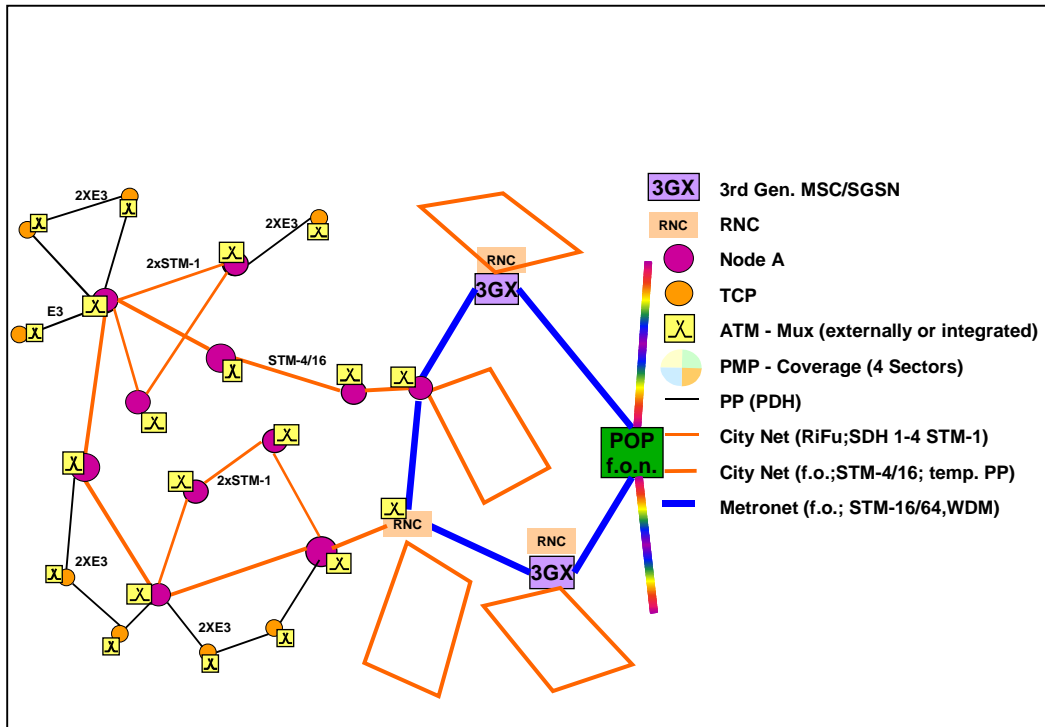 2XE3
2XE3
2xSTM-1
E3
STM-4/16
2xSTM-1
2XE3
2XE3
RNC
3GX
RNC
RNC
3GX
POP
f.o.n.
3GX 3rd Gen. MSC/SGSN
RNC RNC
Node A
TCP
ATM - Mux (externally or integrated)
PMP - Coverage (4 Sectors)
PP (PDH)
City Net (RiFu;SDH 1-4 STM-1)
City Net (f.o.;STM-4/16; temp. PP)
Metronet (f.o.; STM-16/64,WDM)